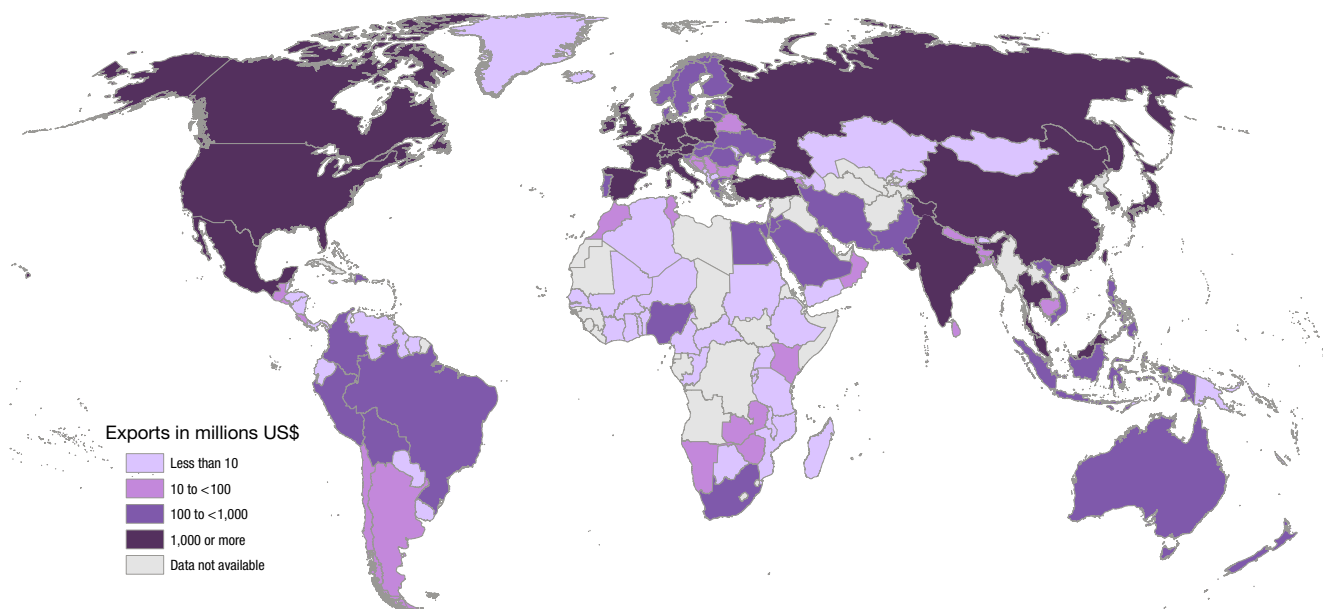 Exports in millions US$
Less than 10
10 to <100
100 to <1,000
1,000 or more
Data not available